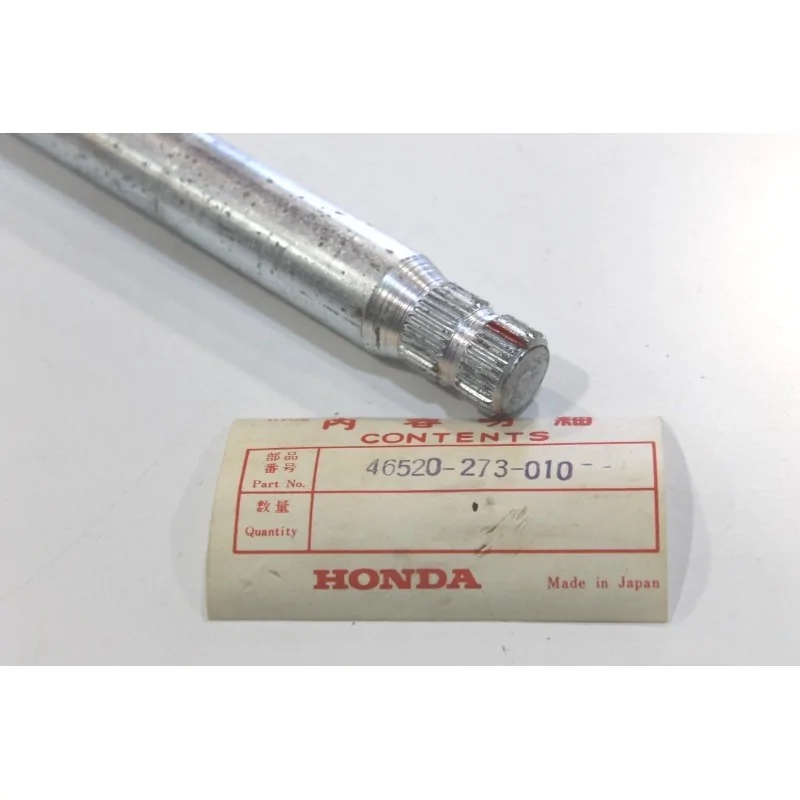 内容明細
CONTENTS
部品
番号
Part No.
46520-273-010--
数量
Quantity
HONDA
Made in Japan